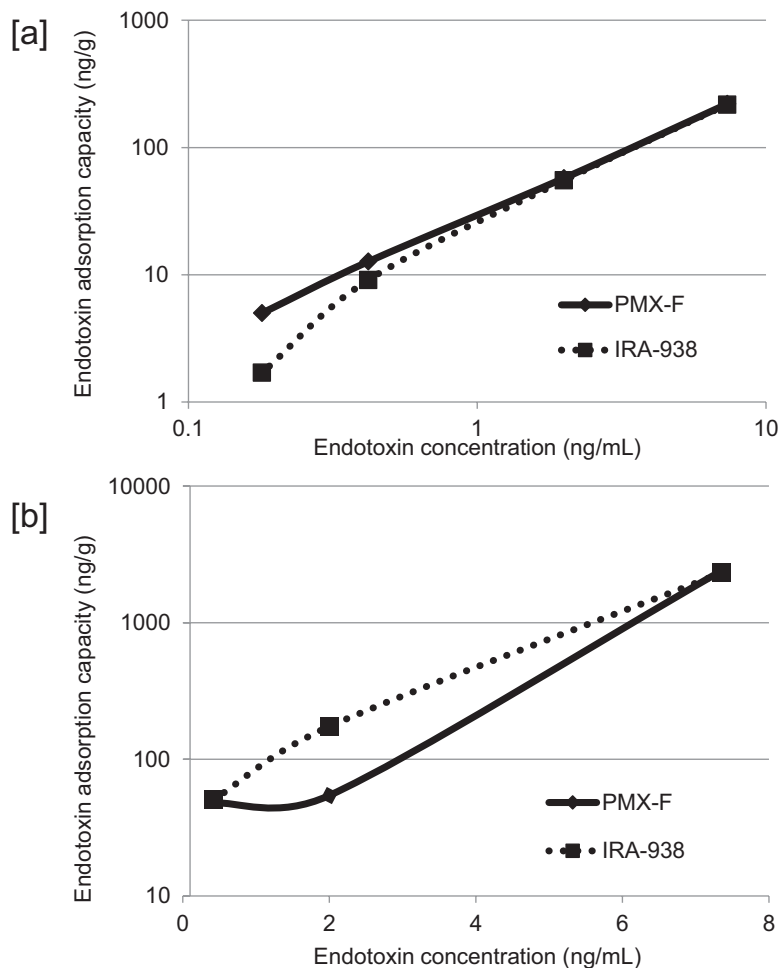 [a]
Endotoxin adsorption capacity (ng/g)
1000
100
10
1
0.1
1
10
Endotoxin concentration (ng/mL)
PMX-F
IRA-938
[b]
Endotoxin adsorption capacity (ng/g)
10000
1000
100
10
0
2
4
6
8
Endotoxin concentration (ng/mL)
PMX-F
IRA-938